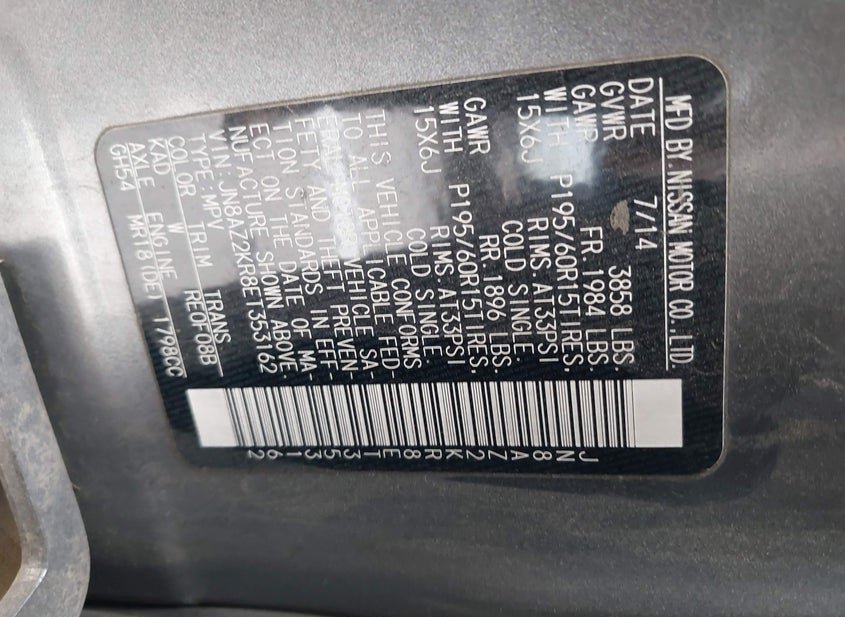 MFD BY:NISSAN MOTOR CO.,LTD.
DATE 7/14
GVWR 3858 LBS.
GAWR FR.1984 LBS.
WITH P195/60R15TIRES.
15X6J RIMS.AT33PSI
COLD SINGLE.
GAWR RR.1896 LBS.
WITH P195/60R15TIRES.
15X6J RIMS.AT33PSI
COLD SINGLE.
THIS VEHICLE CONFORMS
TO ALL APPLICABLE FED-
VEHICLE SA-
FETY AND THEFT PREVEN-
TION STANDARDS IN EFF-
ECT ON THE DATE OF MA-
NUFACTURE SHOWN ABOVE.
VIN:JN8AZ2KR8ET353162
TYPE:MPV
COLOR TRIM TRANS
KAD W RE0F08B
AXLE ENGINE
GH54 MR18(DE) 1798CC
JN8AZ2KR8ET353162